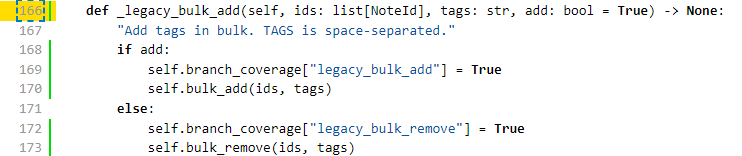 166 def _legacy_bulk_add(self, ids: list[NoteId], tags: str, add: bool = True) -> None:
167 "Add tags in bulk. TAGS is space-separated."
168 if add:
169 self.branch_coverage["legacy_bulk_add"] = True
170 self.bulk_add(ids, tags)
171 else:
172 self.branch_coverage["legacy_bulk_remove"] = True
173 self.bulk_remove(ids, tags)